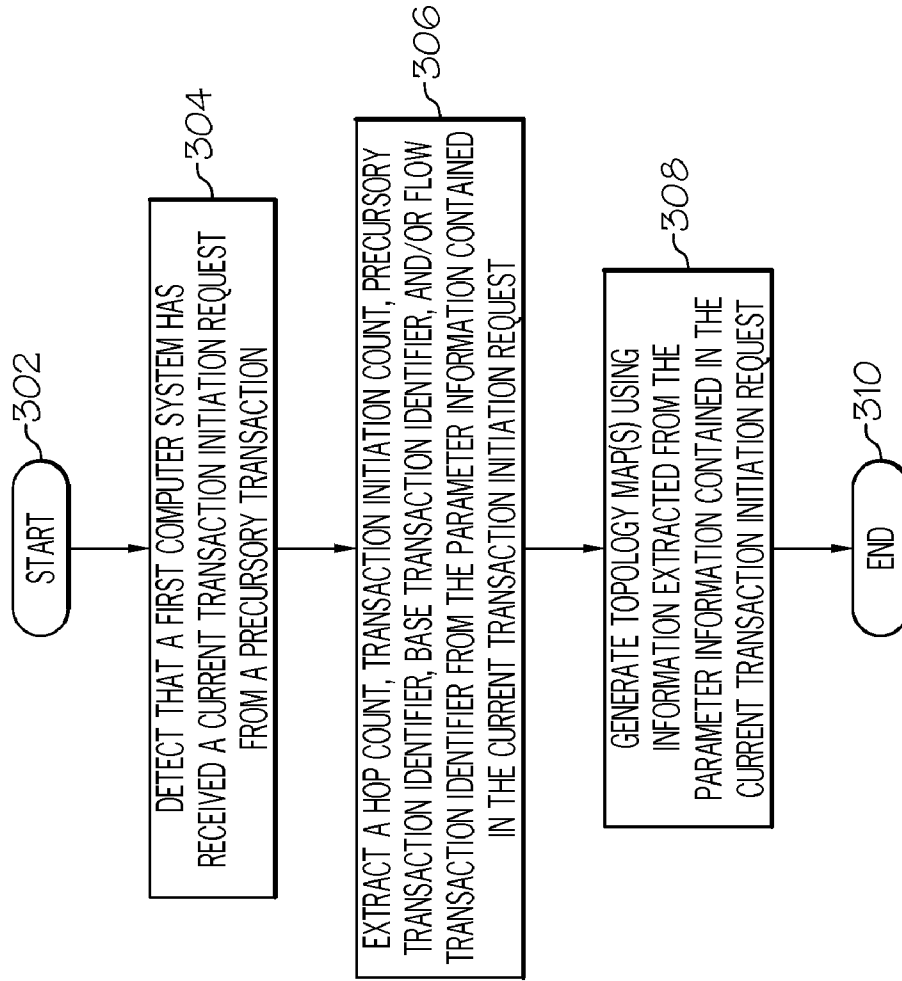 START
302
DETECT THAT A FIRST COMPUTER SYSTEM HAS
RECEIVED A CURRENT TRANSACTION INITIATION REQUEST
FROM A PRECURSORY TRANSACTION
304
EXTRACT A HOP COUNT, TRANSACTION INITIATION COUNT, PRECURSORY
TRANSACTION IDENTIFIER, BASE TRANSACTION IDENTIFIER, AND/OR FLOW
TRANSACTION IDENTIFIER FROM THE PARAMETER INFORMATION CONTAINED
IN THE CURRENT TRANSACTION INITIATION REQUEST
306
GENERATE TOPOLOGY MAP(S) USING
INFORMATION EXTRACTED FROM THE
PARAMETER INFORMATION CONTAINED IN THE
CURRENT TRANSACTION INITIATION REQUEST
308
END
310